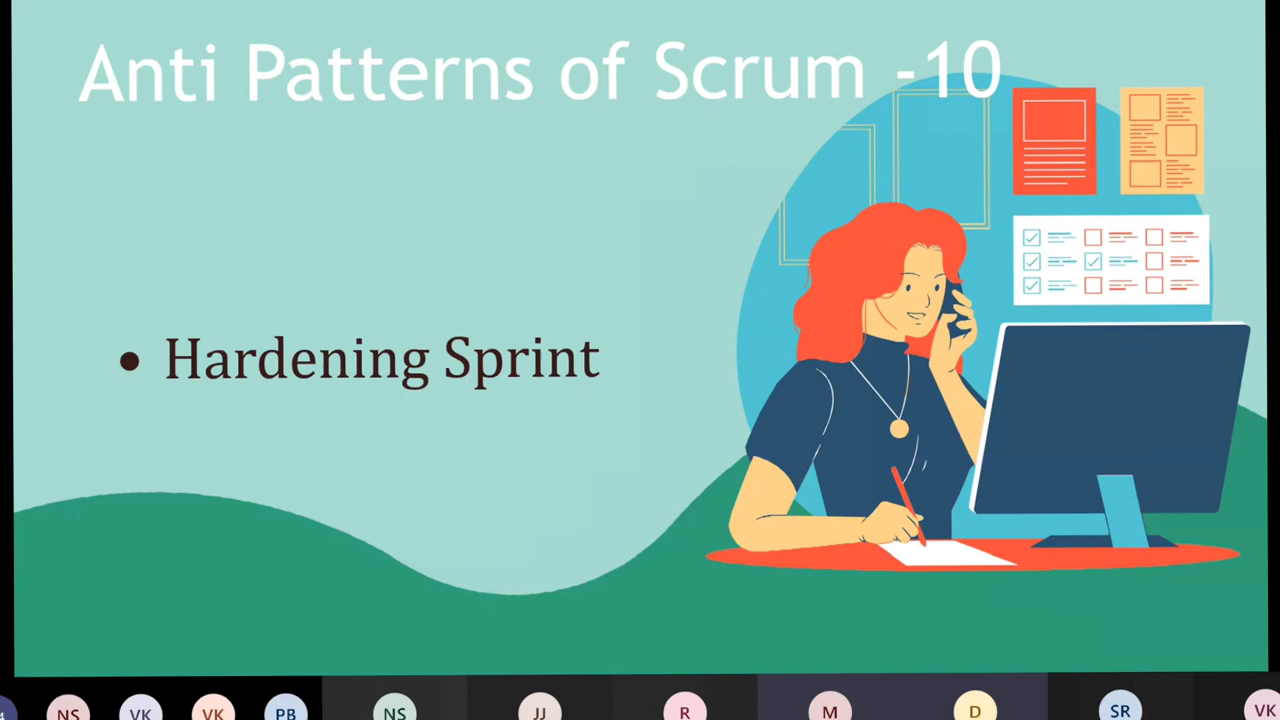 Anti Patterns of Scrum -10
• Hardening Sprint
NS VK VK PB NS JJ R M D SR VK